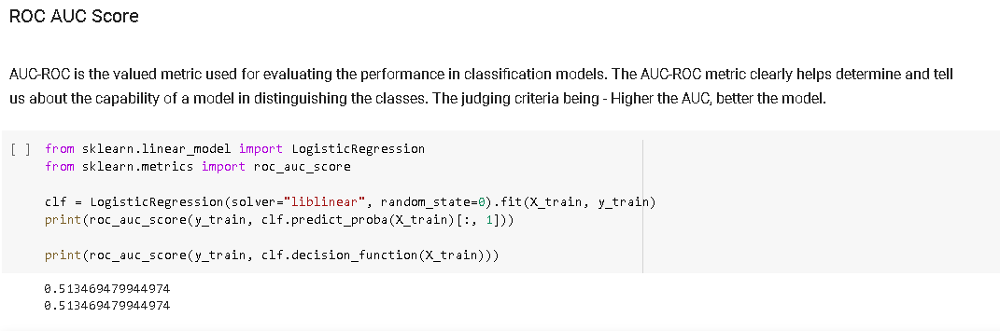 ROC AUC Score
AUC-ROC is the valued metric used for evaluating the performance in classification models. The AUC-ROC metric clearly helps determine and tell
us about the capability of a model in distinguishing the classes. The judging criteria being - Higher the AUC, better the model.
[ ] from sklearn.linear_model import LogisticRegression
from sklearn.metrics import roc_auc_score
clf = LogisticRegression(solver="liblinear", random_state=0).fit(X_train, y_train)
print(roc_auc_score(y_train, clf.predict_proba(X_train)[:, 1]))
print(roc_auc_score(y_train, clf.decision_function(X_train)))
0.513469479944974
0.513469479944974